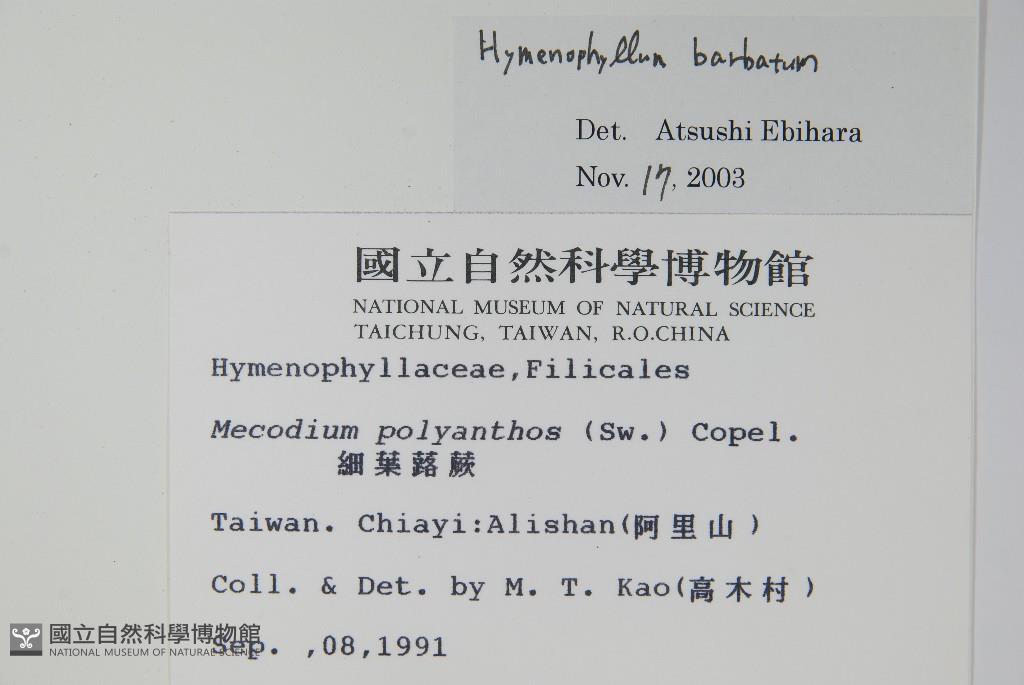 Hymenophyllum barbatum
Det. Atsushi Ebihara
Nov. 17, 2003
國立自然科學博物館
NATIONAL MUSEUM OF NATURAL SCIENCE
TAICHUNG, TAIWAN, R.O.CHINA
Hymenophyllaceae,Filicales
Mecodium polyanthos (Sw.) Copel.
細葉蕗蕨
Taiwan. Chiayi:Alishan(阿里山)
Coll. & Det. by M. T. Kao(高木村)
Sep. ,08,1991
國立自然科學博物館
NATIONAL MUSEUM OF NATURAL SCIENCE